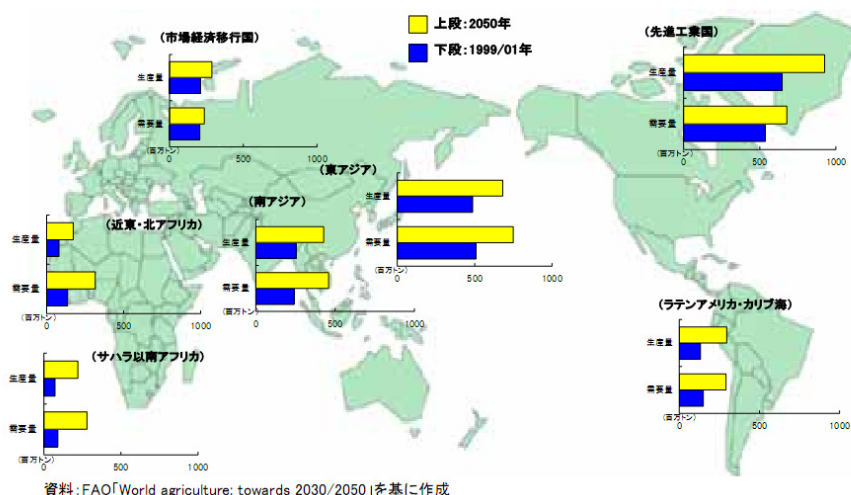 (市場経済移行国)
生産量
需要量
(百万トン)
0
500
1000
上段:2050年
下段:1999/01年
(先進工業国)
生産量
需要量
(百万トン)
0
500
1000
(東アジア)
生産量
需要量
(百万トン)
0
500
1000
(近東・北アフリカ)
生産量
需要量
(百万トン)
0
500
1000
(南アジア)
生産量
需要量
(百万トン)
0
500
1000
(サハラ以南アフリカ)
生産量
需要量
(百万トン)
0
500
1000
(ラテンアメリカ・カリブ海)
生産量
需要量
(百万トン)
0
500
1000
資料:FAO「World agriculture: towards 2030/2050」を基に作成